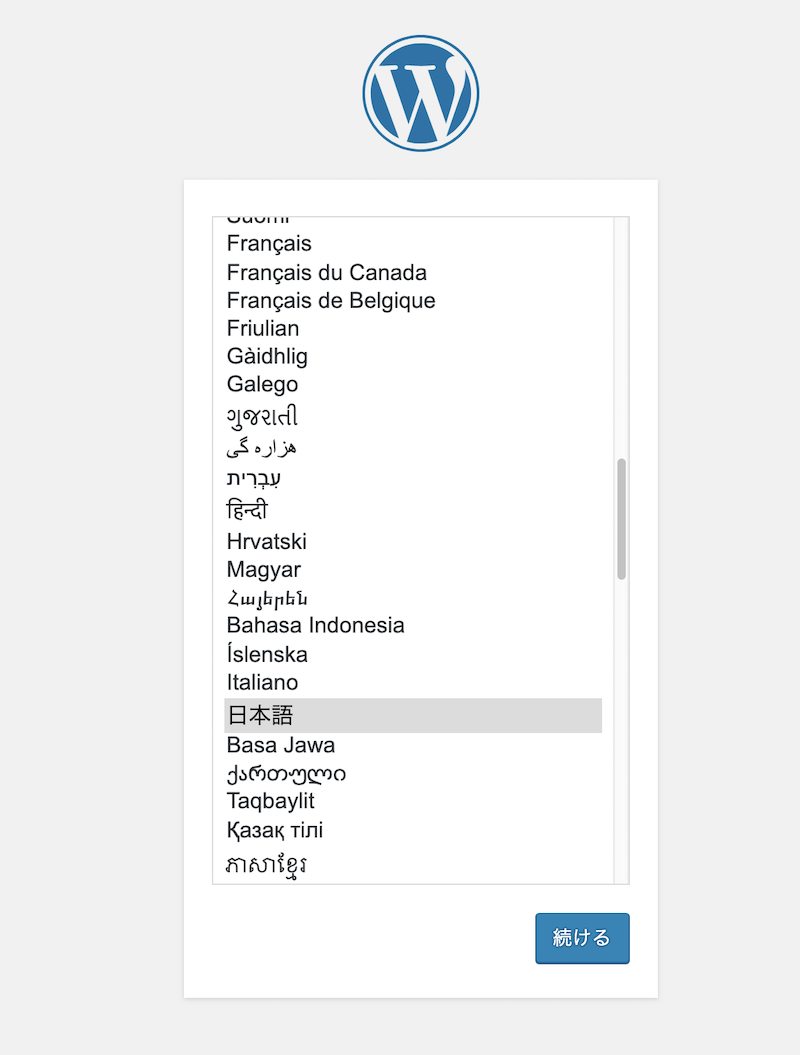 Suomi
Français
Français du Canada
Français de Belgique
Friulian
Gàidhlig
Galego
ગુજરાતી
هزاره گی
עִבְרִית
हिन्दी
Hrvatski
Magyar
Հայերեն
Bahasa Indonesia
Íslenska
Italiano
日本語
Basa Jawa
ქართული
Taqbaylit
Қазақ тілі
ភាសាខ្មែរ
続ける